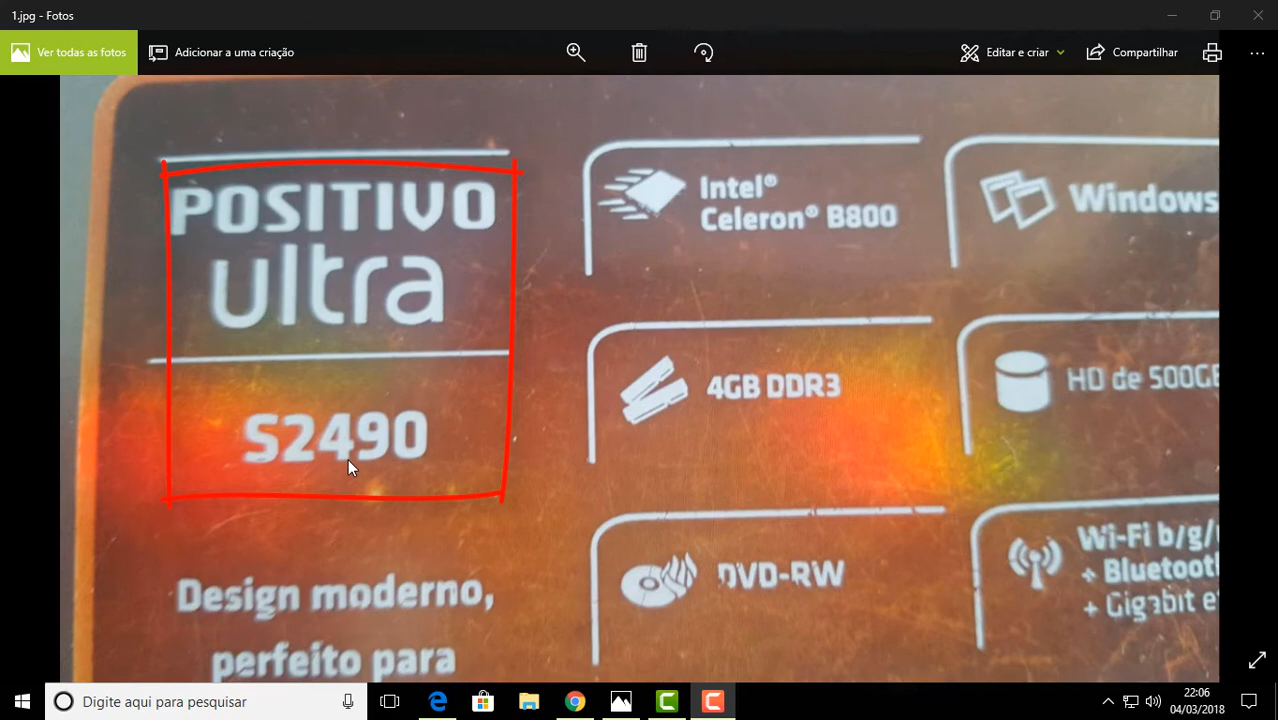 1.jpg - Fotos
Ver todas as fotos
Adicionar a uma criação
Editar e criar
Compartilhar
POSITIVO
ultra
S2490
Design moderno,
perfeito para
Intel®
Celeron® B800
4GB DDR3
DVD-RW
Windows
HD de 500GB
Wi-Fi b/g/
+ Bluetooth
+ Gigabit e
Digite aqui para pesquisar
22:06
04/03/2018